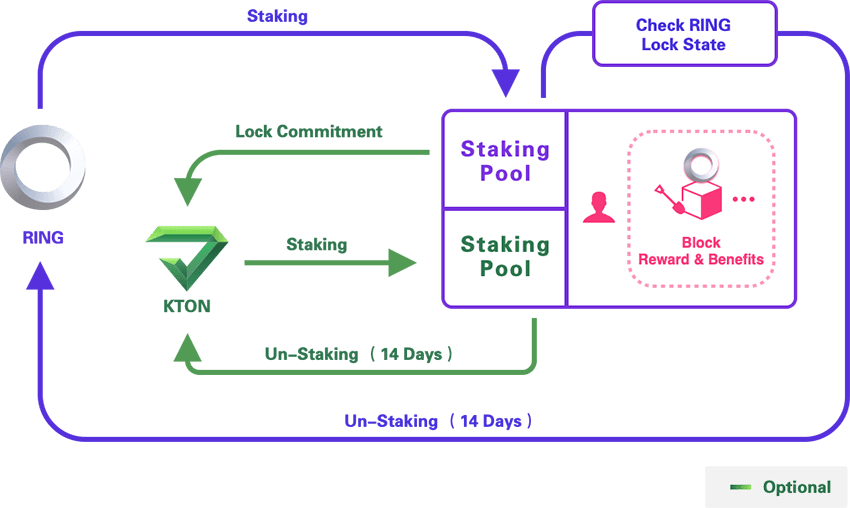 Staking
Check RING
Lock State
Lock Commitment
Staking
Pool
RING
Staking
Staking
Pool
Block
Reward & Benefits
KTON
Un–Staking （ 14 Days ）
Un–Staking （ 14 Days ）
Optional